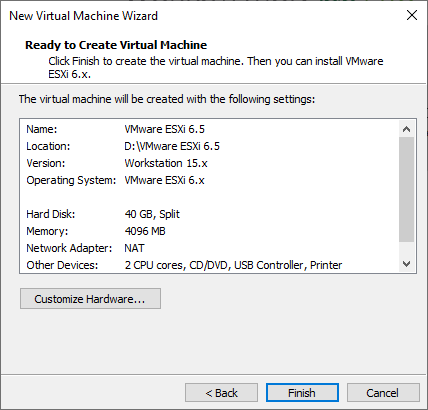 New Virtual Machine Wizard
Ready to Create Virtual Machine
Click Finish to create the virtual machine. Then you can install VMware
ESXi 6.x.
The virtual machine will be created with the following settings:
Name: VMware ESXi 6.5
Location: D:\VMware ESXi 6.5
Version: Workstation 15.x
Operating System: VMware ESXi 6.x
Hard Disk: 40 GB, Split
Memory: 4096 MB
Network Adapter: NAT
Other Devices: 2 CPU cores, CD/DVD, USB Controller, Printer
Customize Hardware...
< Back Finish Cancel